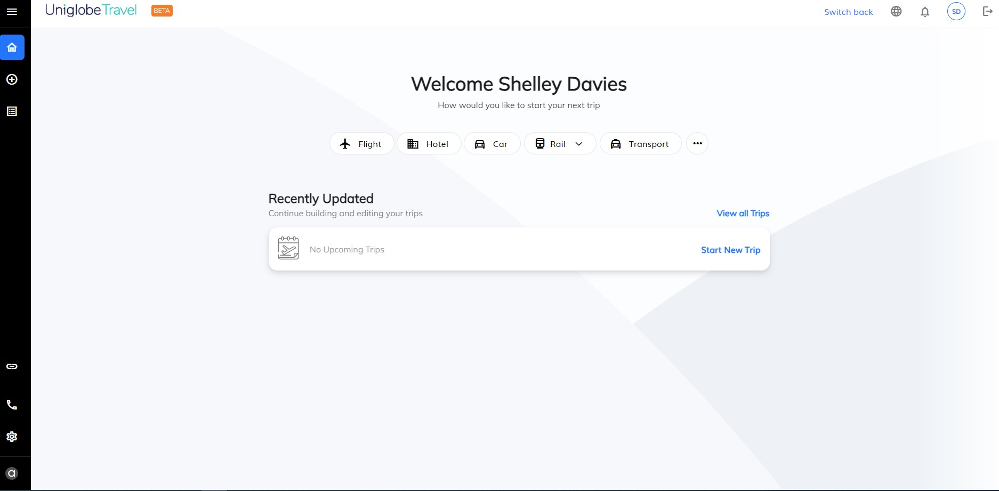 UniglobeTravel BETA
Switch back
SD
Welcome Shelley Davies
How would you like to start your next trip
Flight Hotel Car Rail Transport
Recently Updated
Continue building and editing your trips
View all Trips
No Upcoming Trips
Start New Trip
a